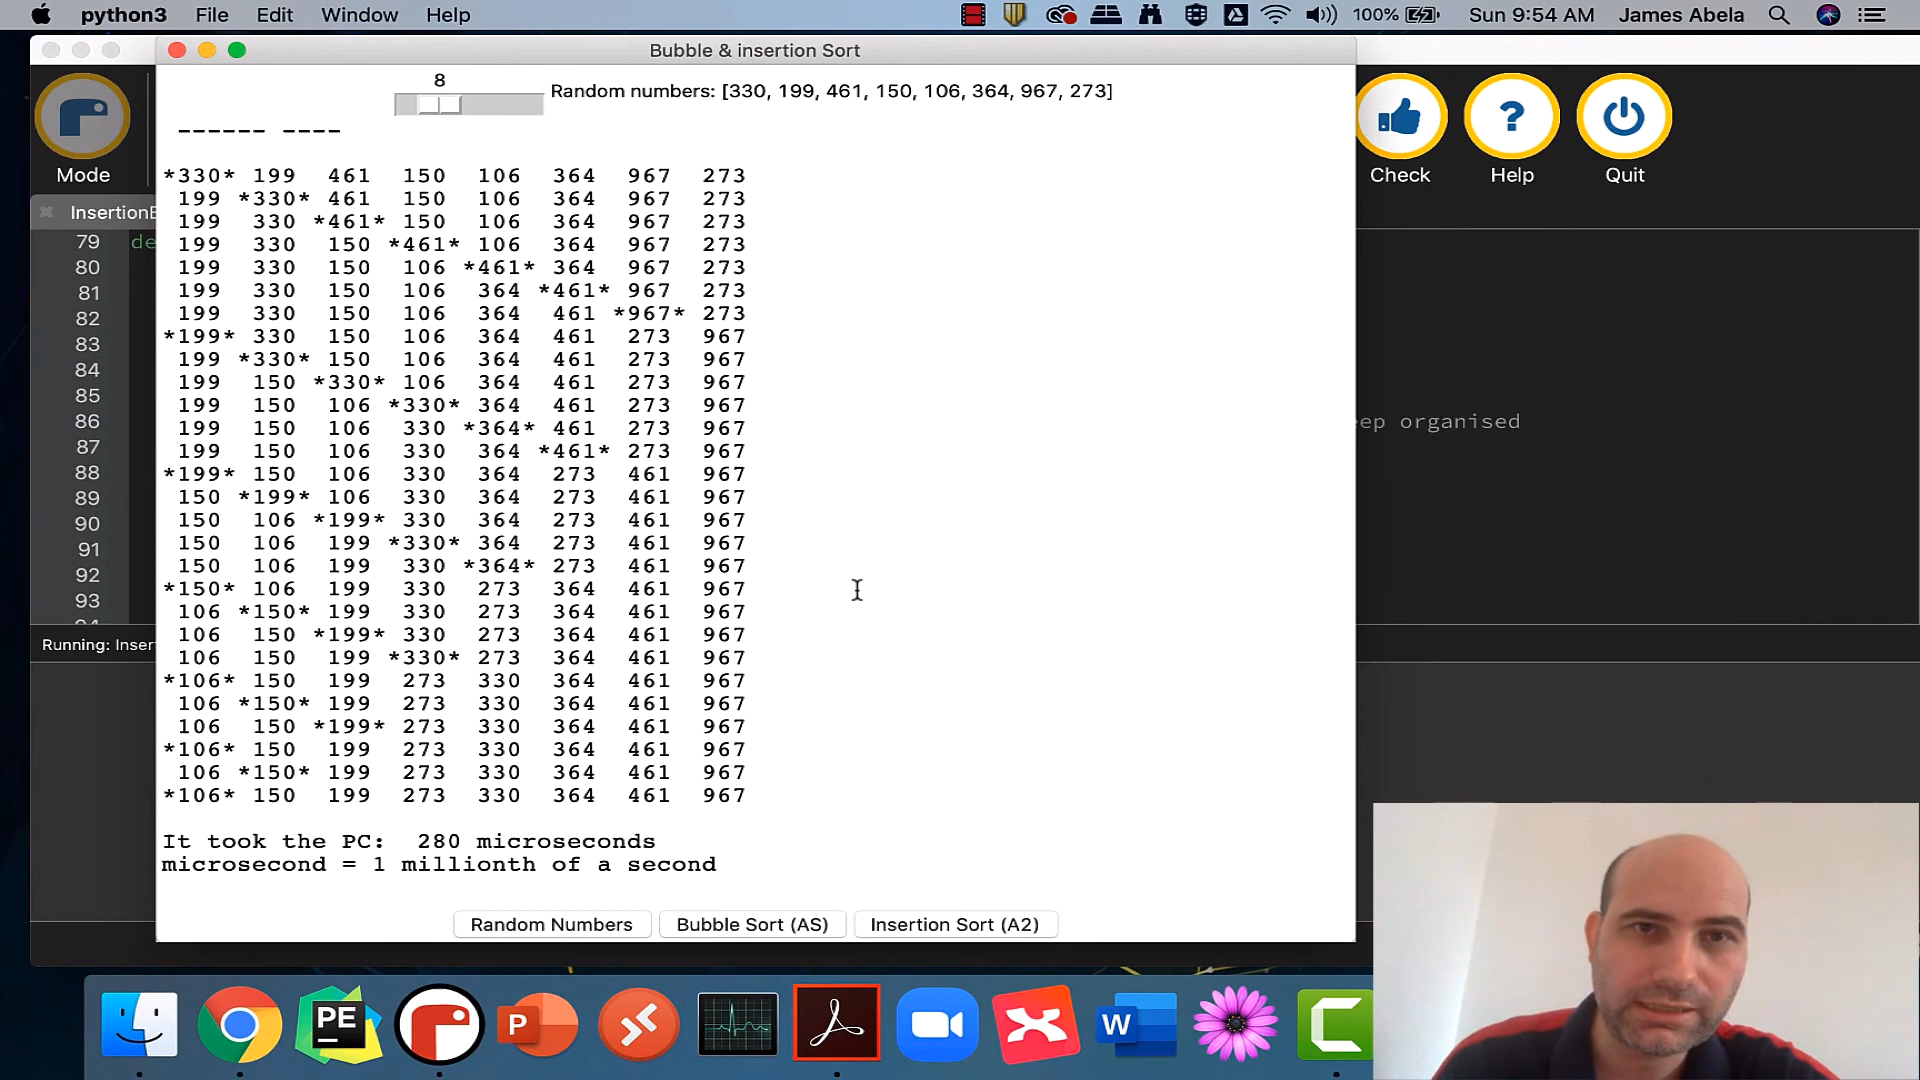 python3 File Edit Window Help 100% Sun 9:54 AM James Abela
Bubble & insertion Sort
8
Random numbers: [330, 199, 461, 150, 106, 364, 967, 273]
------ ----
*330* 199 461 150 106 364 967 273
199 *330* 461 150 106 364 967 273
199 330 *461* 150 106 364 967 273
199 330 150 *461* 106 364 967 273
199 330 150 106 *461* 364 967 273
199 330 150 106 364 *461* 967 273
199 330 150 106 364 461 *967* 273
*199* 330 150 106 364 461 273 967
199 *330* 150 106 364 461 273 967
199 150 *330* 106 364 461 273 967
199 150 106 *330* 364 461 273 967
199 150 106 330 *364* 461 273 967
199 150 106 330 364 *461* 273 967
*199* 150 106 330 364 273 461 967
150 *199* 106 330 364 273 461 967
150 106 *199* 330 364 273 461 967
150 106 199 *330* 364 273 461 967
150 106 199 330 *364* 273 461 967
*150* 106 199 330 273 364 461 967
106 *150* 199 330 273 364 461 967
106 150 *199* 330 273 364 461 967
106 150 199 *330* 273 364 461 967
*106* 150 199 273 330 364 461 967
106 *150* 199 273 330 364 461 967
106 150 *199* 273 330 364 461 967
*106* 150 199 273 330 364 461 967
106 *150* 199 273 330 364 461 967
*106* 150 199 273 330 364 461 967
It took the PC: 280 microseconds
microsecond = 1 millionth of a second
Random Numbers Bubble Sort (AS) Insertion Sort (A2)
Mode
Check Help Quit
?
79 de
80
81
82
83
84
85
86
87
88
89
90
91
92
93
eep organised
Running: Inser
PE
P
W